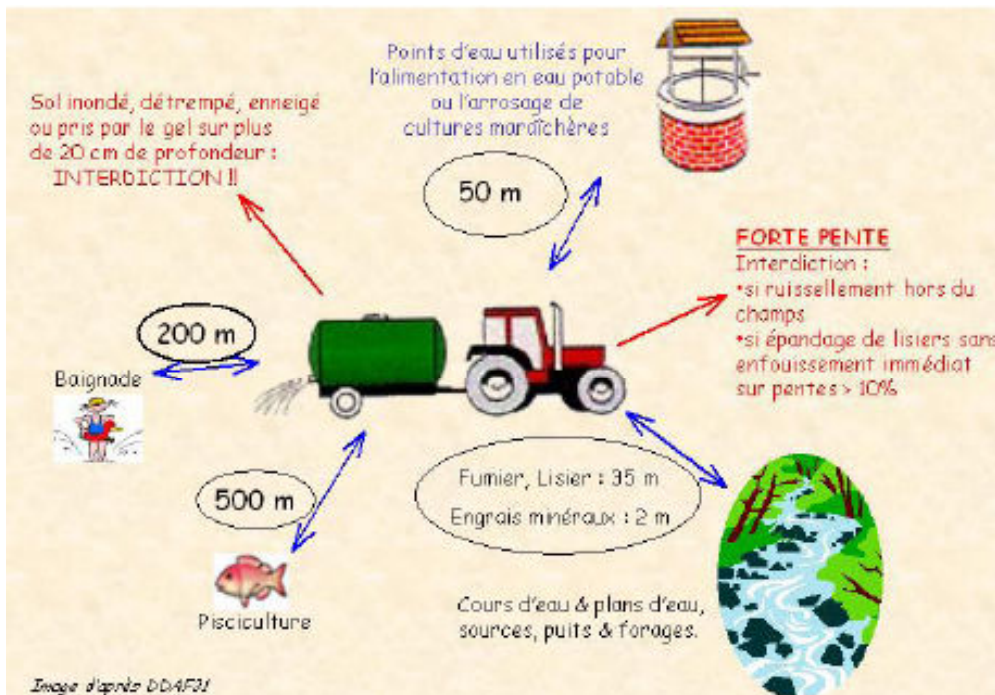 Points d'eau utilisés pour
l'alimentation en eau potable
ou l'arrosage de
cultures maraîchères
50 m
Sol inondé, détrempé, enneigé
ou pris par le gel sur plus
de 20 cm de profondeur :
INTERDICTION !!
FORTE PENTE
Interdiction :
•si ruissellement hors du
champs
•si épandage de lisiers sans
enfouissement immédiat
sur pentes > 10%
200 m
Baignade
500 m
Pisciculture
Fumier, Lisier : 35 m
Engrais minéraux : 2 m
Cours d'eau & plans d'eau,
sources, puits & forages.
Image d'après DDAF31